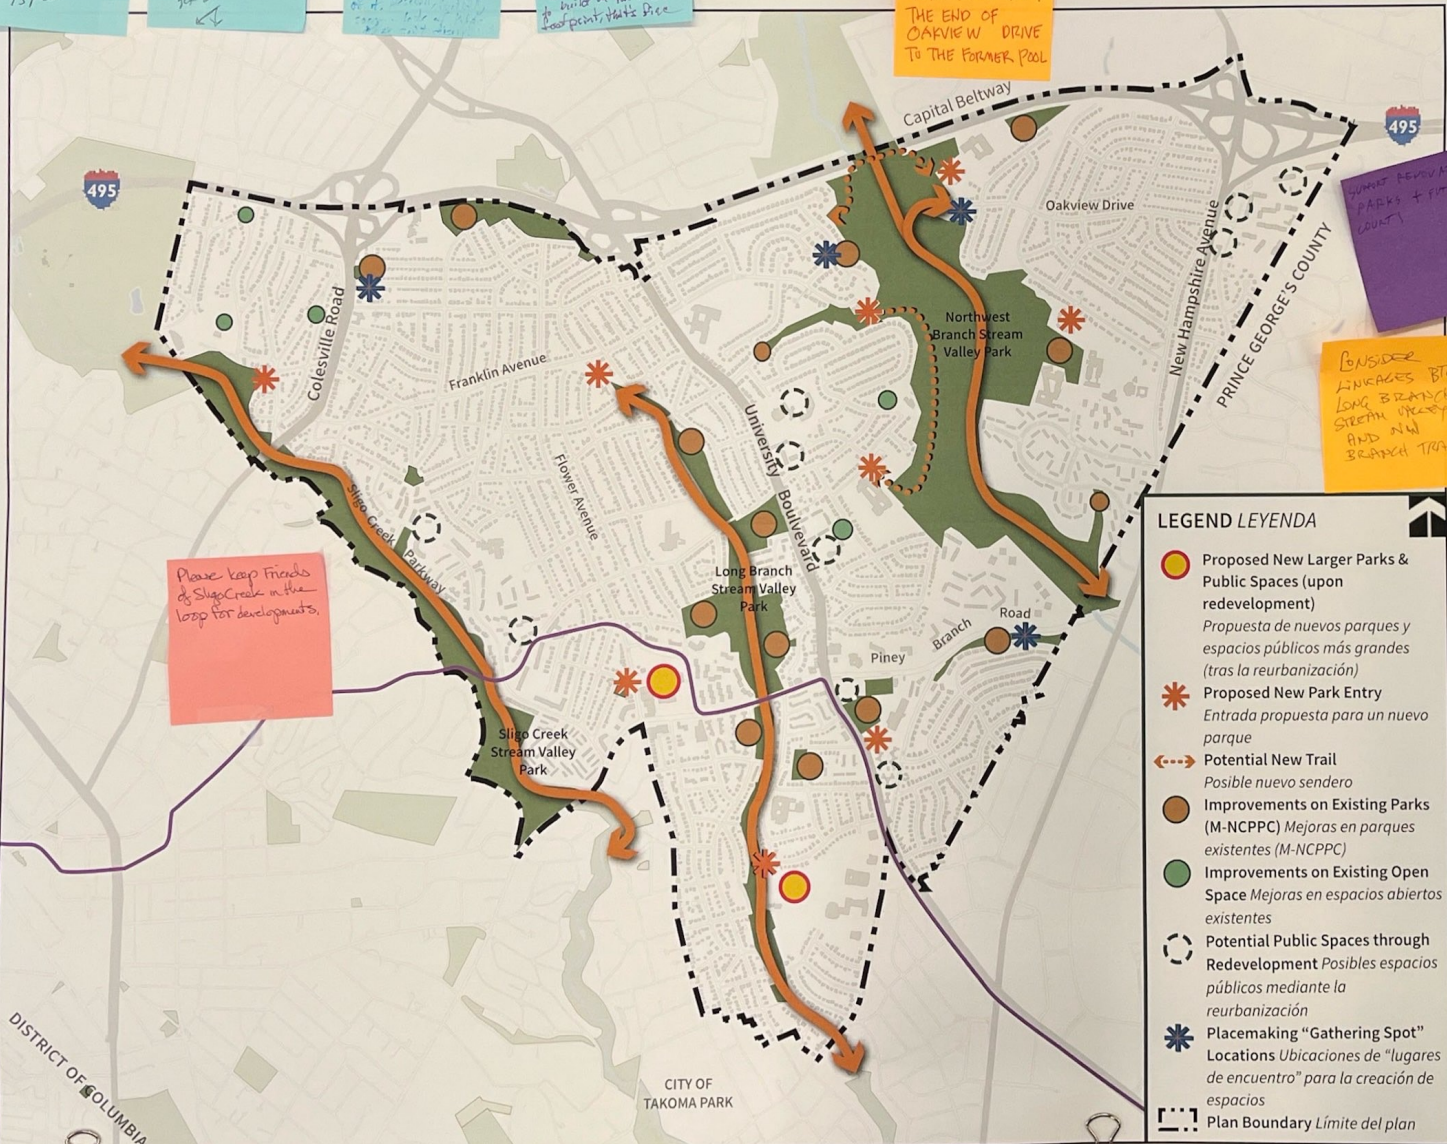 footprint, that's fine
THE END OF
OAKVIEW DRIVE
TO THE FORMER POOL
Capital Beltway
495
495
PARKS +
COUNTY
Oakview Drive
New Hampshire Avenue
PRINCE GEORGE'S COUNTY
Colesville Road
Northwest
Branch Stream
Valley Park
Franklin Avenue
CONSIDER
LINKAGES
LONG BRANCH
STREAM VALLEY
AND NW
BRANCH
University Boulvevard
Flower Avenue
Sligo Creek Parkway
Please keep Friends
of Sligo Creek in the
loop for developments.
Long Branch
Stream Valley
Park
Piney Branch Road
Sligo Creek
Stream Valley
Park
DISTRICT OF COLUMBIA
CITY OF
TAKOMA PARK
LEGEND LEYENDA
Proposed New Larger Parks &
Public Spaces (upon
redevelopment)
Propuesta de nuevos parques y
espacios públicos más grandes
(tras la reurbanización)
Proposed New Park Entry
Entrada propuesta para un nuevo
parque
Potential New Trail
Posible nuevo sendero
Improvements on Existing Parks
(M-NCPPC) Mejoras en parques
existentes (M-NCPPC)
Improvements on Existing Open
Space Mejoras en espacios abiertos
existentes
Potential Public Spaces through
Redevelopment Posibles espacios
públicos mediante la
reurbanización
Placemaking “Gathering Spot”
Locations Ubicaciones de “lugares
de encuentro” para la creación de
espacios
Plan Boundary Límite del plan